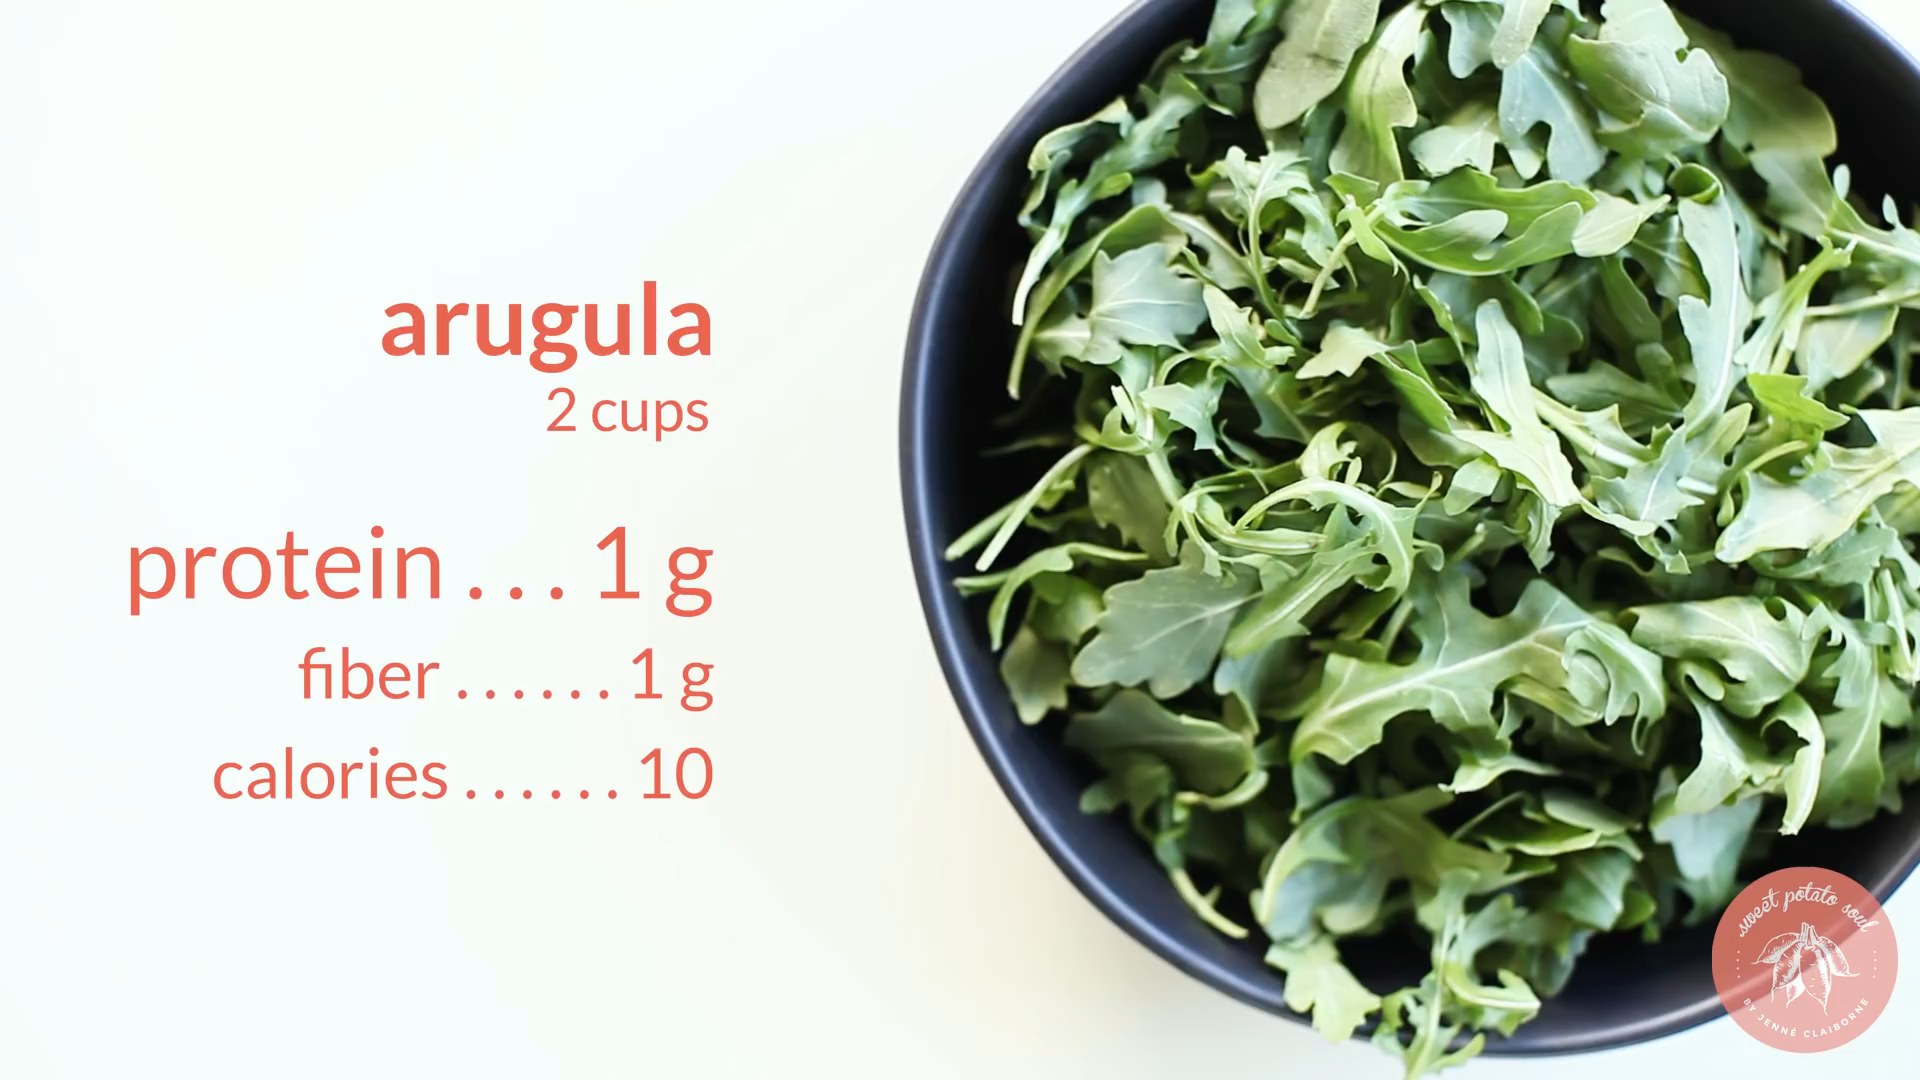 arugula
2 cups
protein . . . 1 g
fiber . . . . . . 1 g
calories . . . . . . 10
sweet potato soul
BY JENNÉ CLAIBORNE